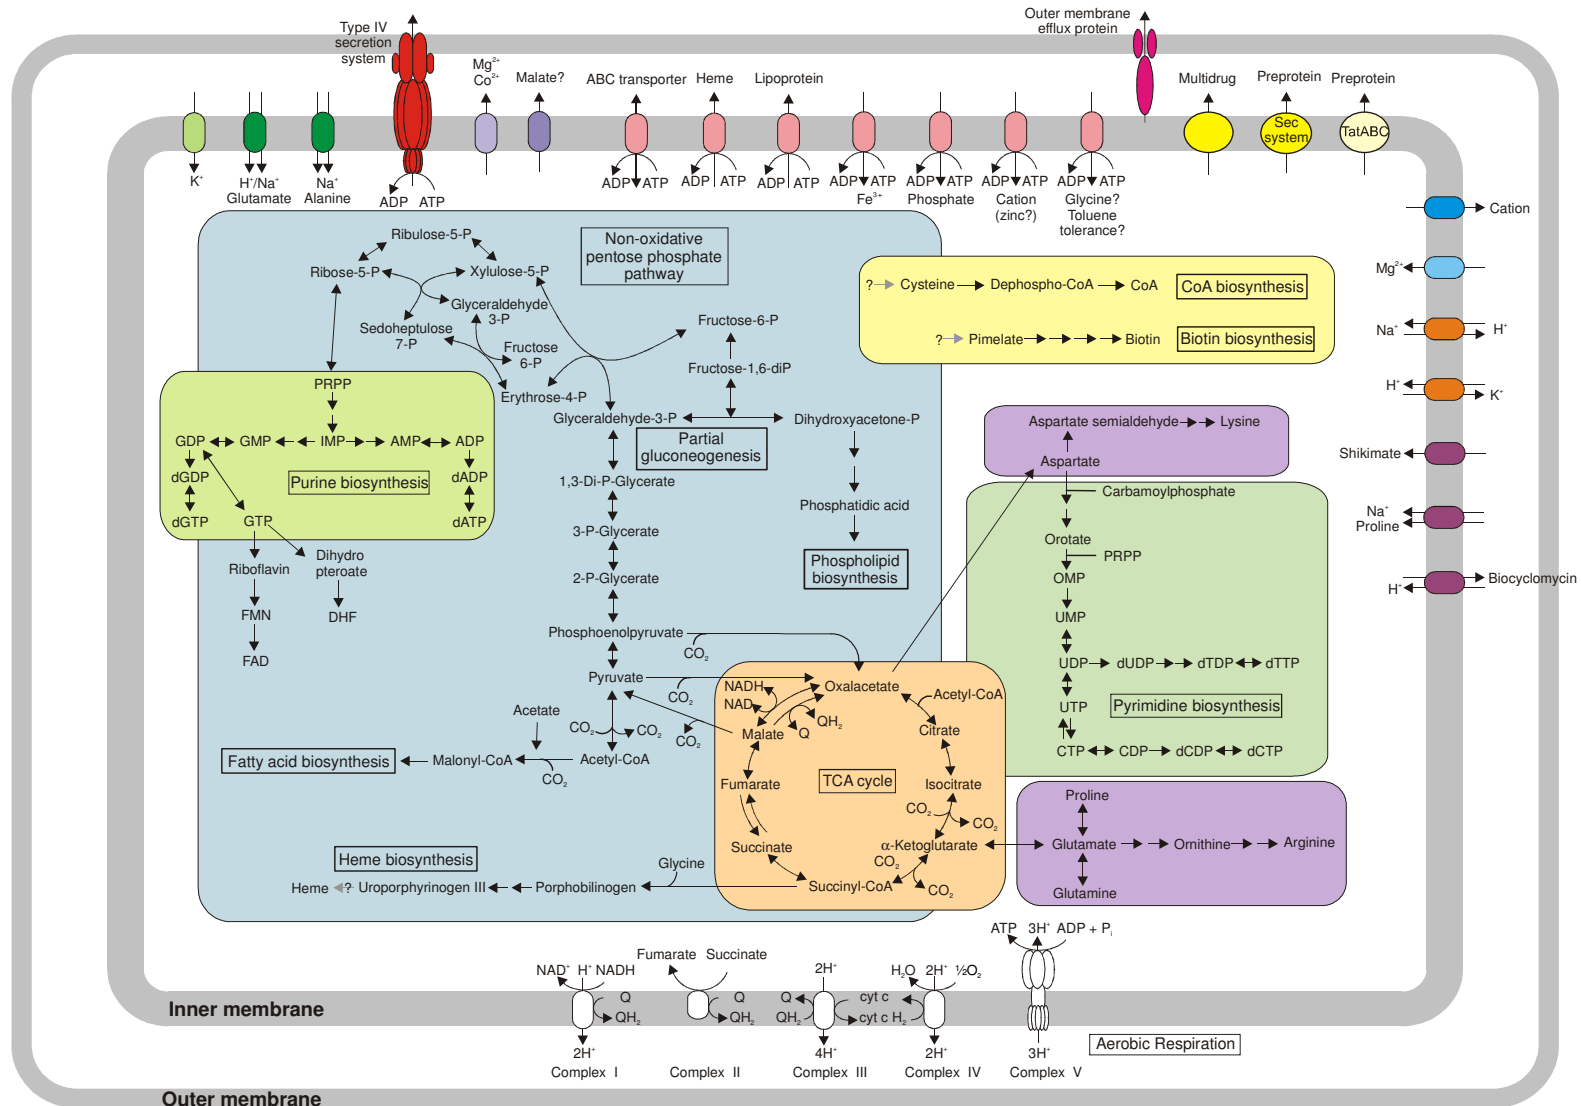 Type IV
secretion
system
Outer membrane
efflux protein
Mg²⁺
Co²⁺
Malate?
ABC transporter
Heme
Lipoprotein
Multidrug
Preprotein
Preprotein
Sec
system
TatABC
K⁺
H⁺/Na⁺
Glutamate
Na⁺
Alanine
ADP ATP
ADP ATP
ADP ATP
ADP ATP
ADP ATP
Fe³⁺
ADP ATP
Phosphate
ADP ATP
Cation
(zinc?)
ADP ATP
Glycine?
Toluene
tolerance?
Cation
Mg²⁺
Na⁺
H⁺
H⁺
K⁺
Shikimate
Na⁺
Proline
Biocyclomycin
H⁺
Non-oxidative
pentose phosphate
pathway
Ribulose-5-P
Ribose-5-P
Xylulose-5-P
Glyceraldehyde
3-P
Sedoheptulose
7-P
Fructose
6-P
Erythrose-4-P
Fructose-6-P
Fructose-1,6-diP
Glyceraldehyde-3-P
Dihydroxyacetone-P
Partial
gluconeogenesis
1,3-Di-P-Glycerate
3-P-Glycerate
2-P-Glycerate
Phosphoenolpyruvate
CO₂
Pyruvate
CO₂
Phosphatidic acid
Phospholipid
biosynthesis
? Cysteine Dephospho-CoA CoA
CoA biosynthesis
? Pimelate Biotin
Biotin biosynthesis
PRPP
GDP GMP IMP AMP ADP
dGDP
dADP
Purine biosynthesis
dGTP
GTP
dATP
Riboflavin
Dihydro
pteroate
FMN
DHF
FAD
Aspartate semialdehyde Lysine
Aspartate
Carbamoylphosphate
Orotate
PRPP
OMP
UMP
UDP dUDP dTDP dTTP
UTP
Pyrimidine biosynthesis
CTP CDP dCDP dCTP
Acetate
CO₂ CO₂
CO₂
Fatty acid biosynthesis
Malonyl-CoA
Acetyl-CoA
CO₂
NADH
NAD
Oxalacetate
Acetyl-CoA
QH₂
Q
Malate
Citrate
TCA cycle
Fumarate
Isocitrate
CO₂
CO₂
Succinate
α-Ketoglutarate
CO₂
CO₂
Succinyl-CoA
Proline
Glutamate Ornithine Arginine
Glutamine
Heme biosynthesis
Glycine
Heme ? Uroporphyrinogen III Porphobilinogen
NAD⁺ H⁺ NADH
Q
QH₂
2H⁺
Complex I
Fumarate Succinate
Q
QH₂
Complex II
2H⁺
Q
QH₂
cyt c
cyt c H₂
4H⁺
Complex III
H₂O 2H⁺ ½O₂
2H⁺
Complex IV
ATP 3H⁺ ADP + Pᵢ
3H⁺
Complex V
Aerobic Respiration
Inner membrane
Outer membrane